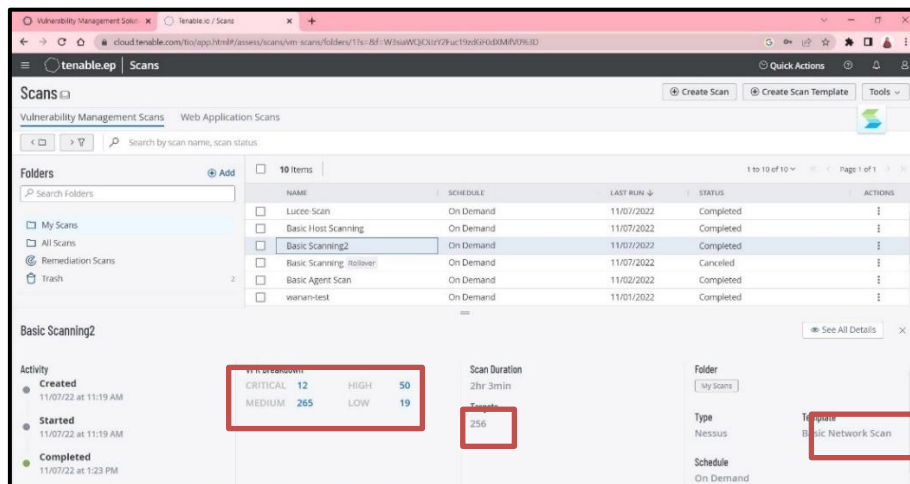 Vulnerability Management Soluti
Tenable.io / Scans
cloud.tenable.com/tio/app.html#/assess/scans/vm-scans/folders/1?s=&f=
tenable.ep Scans
Quick Actions
Scans
Create Scan
Create Scan Template
Tools
Vulnerability Management Scans Web Application Scans
Search by scan name, scan status
Folders
Add
Search Folders
My Scans
All Scans
Remediation Scans
Trash 2
10 Items
1 to 10 of 10
Page 1 of 1
NAME SCHEDULE LAST RUN STATUS ACTIONS
Lucee-Scan On Demand 11/07/2022 Completed
Basic Host Scanning On Demand 11/07/2022 Completed
Basic Scanning2 On Demand 11/07/2022 Completed
Basic Scanning Rollover On Demand 11/07/2022 Canceled
Basic Agent Scan On Demand 11/02/2022 Completed
wanan-test On Demand 11/01/2022 Completed
Basic Scanning2
See All Details
Activity
Created
11/07/22 at 11:19 AM
Started
11/07/22 at 11:19 AM
Completed
11/07/22 at 1:23 PM
VPR Breakdown
CRITICAL 12 HIGH 50
MEDIUM 265 LOW 19
Scan Duration
2hr 3min
Targets
256
Folder
My Scans
Type
Nessus
Template
Basic Network Scan
Schedule
On Demand